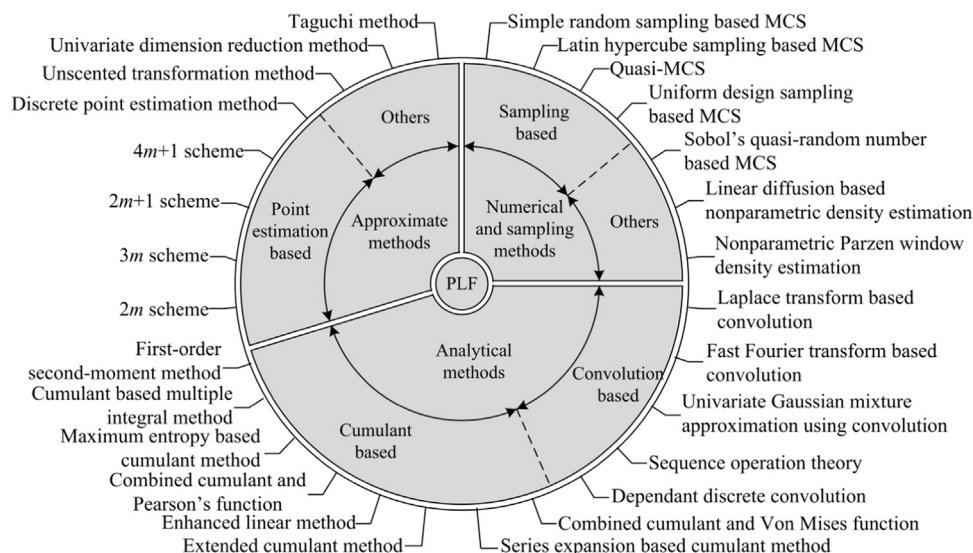 Taguchi method
Univariate dimension reduction method
Unscented transformation method
Discrete point estimation method
4m+1 scheme
2m+1 scheme
3m scheme
2m scheme
First-order
second-moment method
Cumulant based multiple
integral method
Maximum entropy based
cumulant method
Combined cumulant and
Pearson's function
Enhanced linear method
Extended cumulant method
Simple random sampling based MCS
Latin hypercube sampling based MCS
Quasi-MCS
Uniform design sampling
based MCS
Sobol's quasi-random number
based MCS
Linear diffusion based
nonparametric density estimation
Nonparametric Parzen window
density estimation
Laplace transform based
convolution
Fast Fourier transform based
convolution
Univariate Gaussian mixture
approximation using convolution
Sequence operation theory
Dependant discrete convolution
Combined cumulant and Von Mises function
Series expansion based cumulant method
Others
Point
estimation
based
Approximate
methods
Sampling
based
Numerical
and sampling
methods
Others
PLF
Analytical
methods
Convolution
based
Cumulant
based